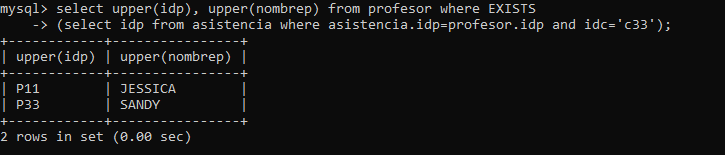 mysql> select upper(idp), upper(nombrep) from profesor where EXISTS
    -> (select idp from asistencia where asistencia.idp=profesor.idp and idc='c33');
+------------+----------------+
| upper(idp) | upper(nombrep) |
+------------+----------------+
| P11        | JESSICA        |
| P33        | SANDY          |
+------------+----------------+
2 rows in set (0.00 sec)